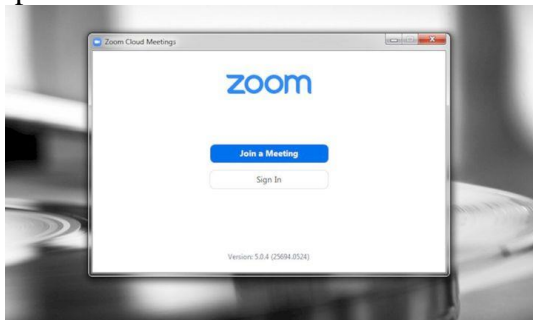 Zoom Cloud Meetings
zoom
Join a Meeting
Sign In
Version: 5.0.4 (25694.0524)